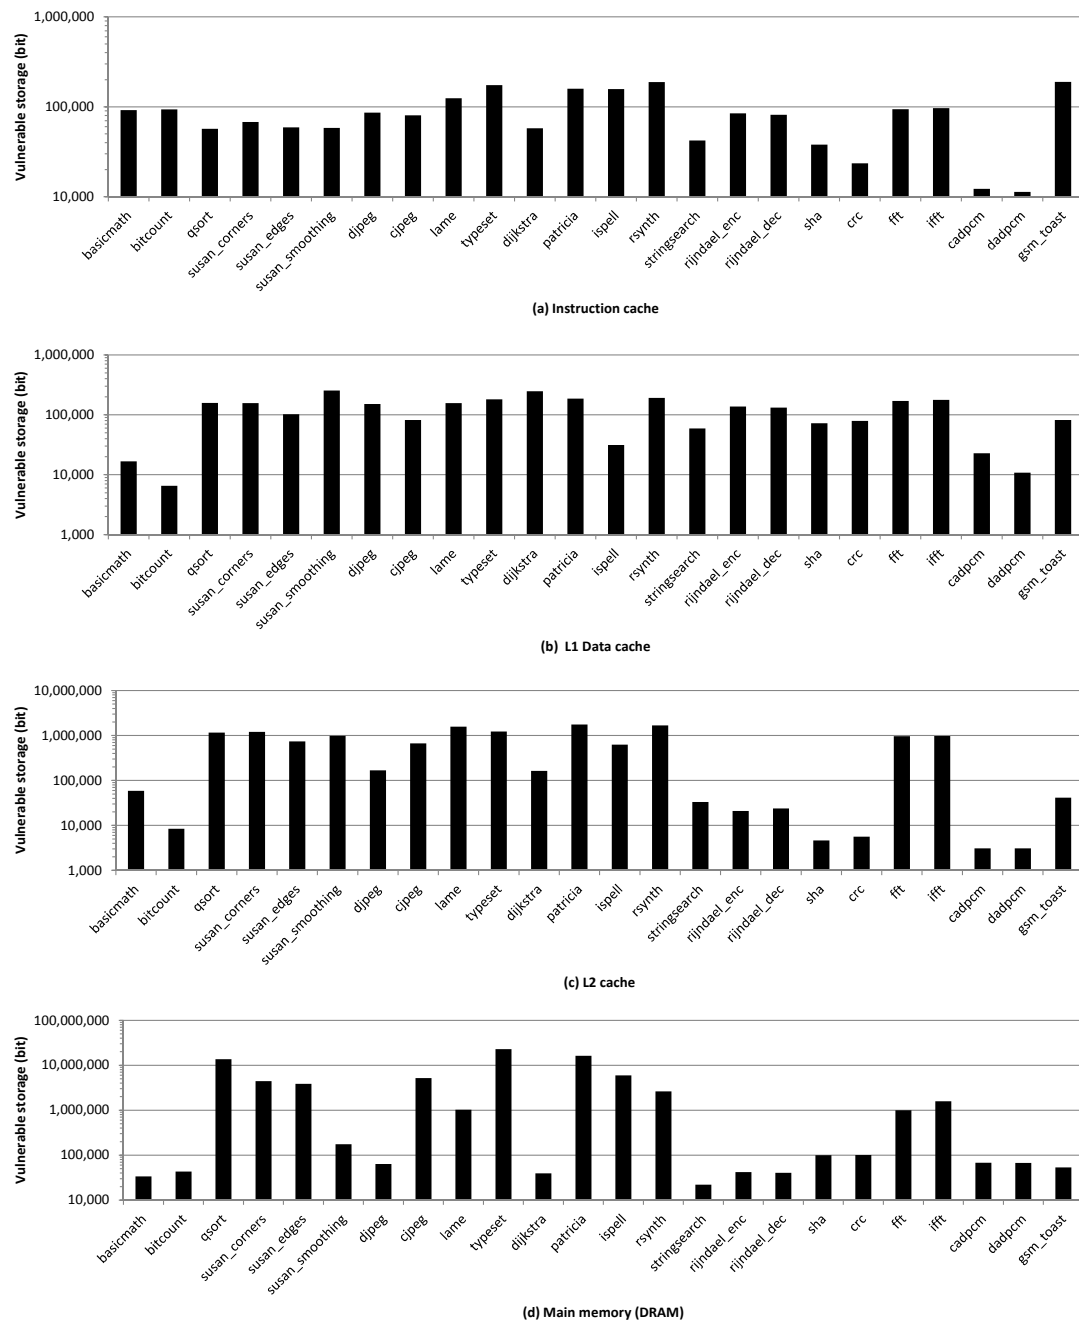 1,000,000
100,000
10,000
Vulnerable storage (bit)
basicmath
bitcount
qsort
susan_corners
susan_edges
susan_smoothing
djpeg
cjpeg
lame
typeset
dijkstra
patricia
ispell
rsynth
stringsearch
rijndael_enc
rijndael_dec
sha
crc
fft
ifft
cadpcm
dadpcm
gsm_toast
(a) Instruction cache
1,000,000
100,000
10,000
1,000
Vulnerable storage (bit)
basicmath
bitcount
qsort
susan_corners
susan_edges
susan_smoothing
djpeg
cjpeg
lame
typeset
dijkstra
patricia
ispell
rsynth
stringsearch
rijndael_enc
rijndael_dec
sha
crc
fft
ifft
cadpcm
dadpcm
gsm_toast
(b) L1 Data cache
10,000,000
1,000,000
100,000
10,000
1,000
Vulnerable storage (bit)
basicmath
bitcount
qsort
susan_corners
susan_edges
susan_smoothing
djpeg
cjpeg
lame
typeset
dijkstra
patricia
ispell
rsynth
stringsearch
rijndael_enc
rijndael_dec
sha
crc
fft
ifft
cadpcm
dadpcm
gsm_toast
(c) L2 cache
100,000,000
10,000,000
1,000,000
100,000
10,000
Vulnerable storage (bit)
basicmath
bitcount
qsort
susan_corners
susan_edges
susan_smoothing
djpeg
cjpeg
lame
typeset
dijkstra
patricia
ispell
rsynth
stringsearch
rijndael_enc
rijndael_dec
sha
crc
fft
ifft
cadpcm
dadpcm
gsm_toast
(d) Main memory (DRAM)